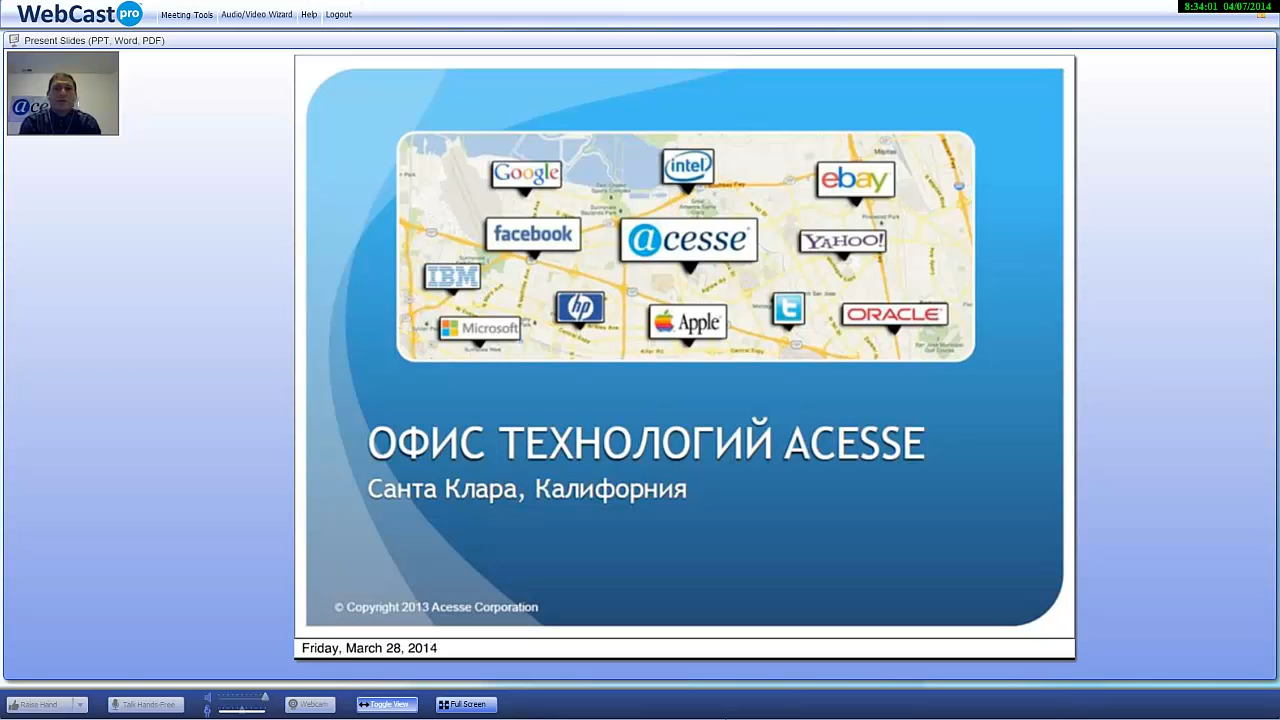 WebCast pro
Meeting Tools Audio/Video Wizard Help Logout
8:34:01 04/07/2014
Present Slides (PPT, Word, PDF)
@ce
Google
intel
ebay
facebook
@cesse
YAHOO!
IBM
hp
Apple
t
ORACLE
Microsoft
ОФИС ТЕХНОЛОГИЙ ACESSE
Санта Клара, Калифорния
© Copyright 2013 Acesse Corporation
Friday, March 28, 2014
Raise Hand Talk Hands-Free Webcam Toggle View Full Screen